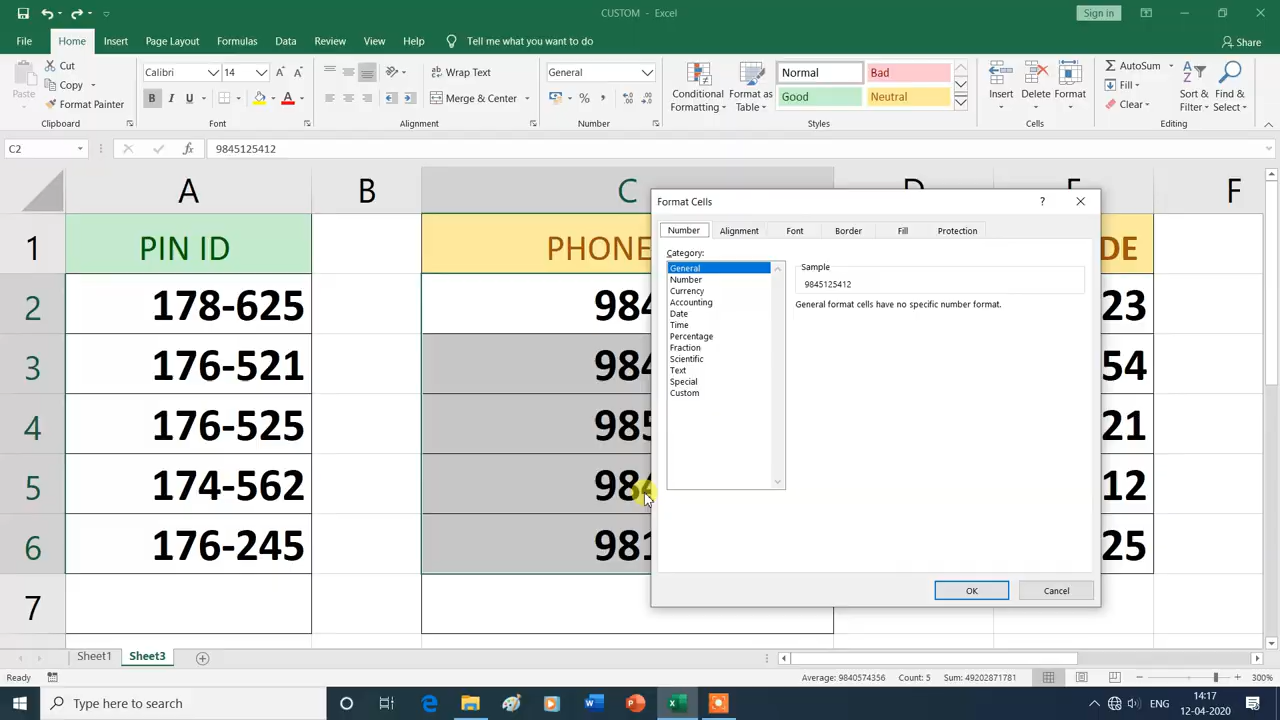 CUSTOM - Excel
Sign in
File Home Insert Page Layout Formulas Data Review View Help Tell me what you want to do Share
Paste
Cut
Copy
Format Painter
Clipboard
Calibri 14
B I U A
Font
Wrap Text
Merge & Center
Alignment
General
%
Number
Conditional Formatting
Format as Table
Normal Bad
Good Neutral
Styles
Insert Delete Format
Cells
AutoSum
Fill
Clear
Sort & Filter
Find & Select
Editing
C2 fx 9845125412
A B C D E F
1 PIN ID PHONE DE
2 178-625 984 23
3 176-521 984 54
4 176-525 985 21
5 174-562 984 12
6 176-245 981 25
7
Format Cells ?
Number Alignment Font Border Fill Protection
Category:
General
Number
Currency
Accounting
Date
Time
Percentage
Fraction
Scientific
Text
Special
Custom
Sample
9845125412
General format cells have no specific number format.
OK Cancel
Sheet1 Sheet3
Ready Average: 9840574356 Count: 5 Sum: 49202871781 300%
Type here to search
ENG
14:17
12-04-2020